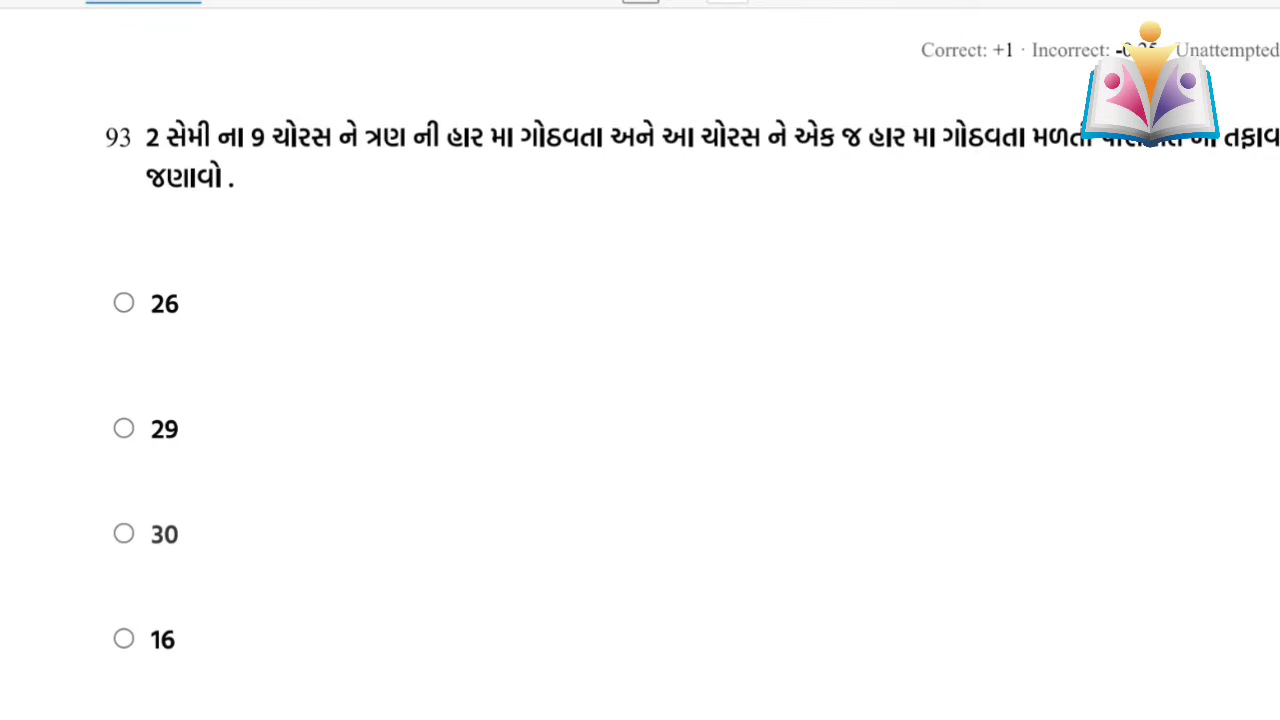 Correct: +1 · Incorrect: Unattempted
93 2 સેમી ના 9 ચોરસ ને ત્રણ ની હાર મા ગોઠવતા અને આ ચોરસ ને એક જ હાર મા ગોઠવતા
જણાવો .
26
29
30
16